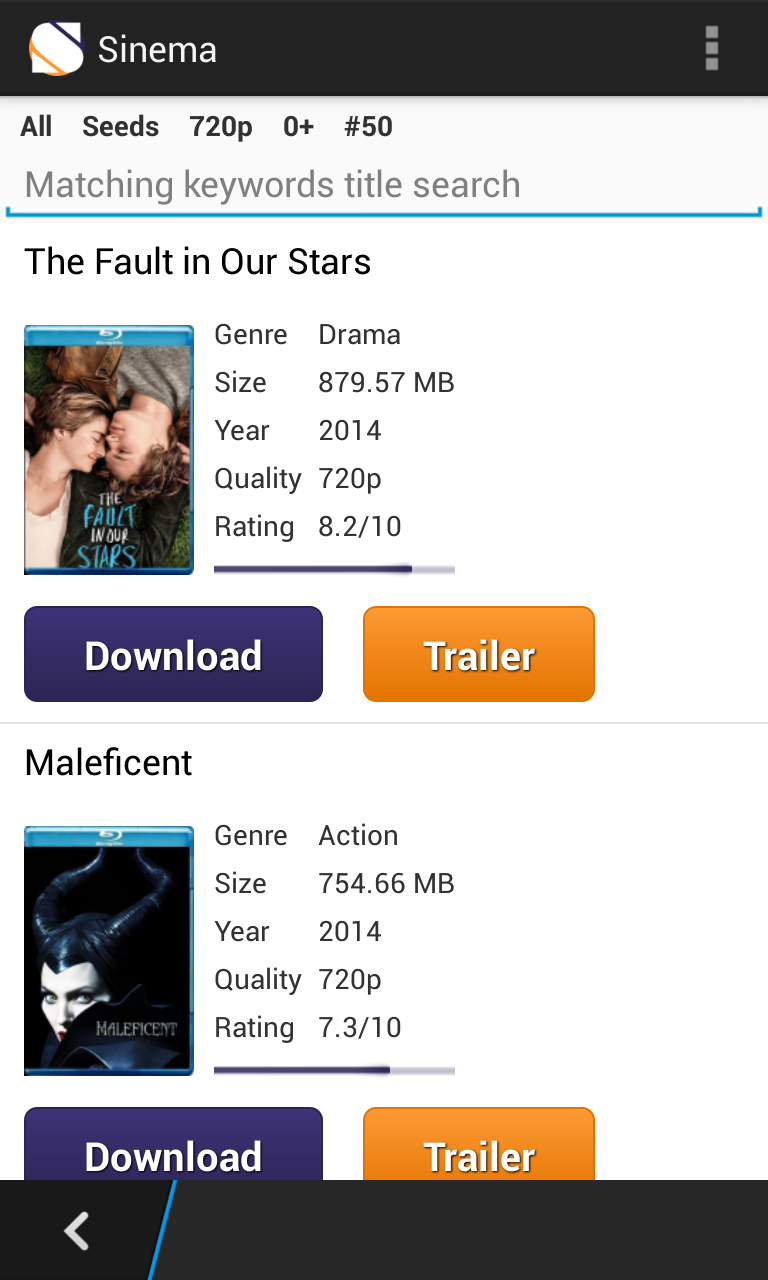 Sinema
All Seeds 720p 0+ #50
Matching keywords title search
The Fault in Our Stars
THE
FAULT
IN OUR
STARS
Genre Drama
Size 879.57 MB
Year 2014
Quality 720p
Rating 8.2/10
Download Trailer
Maleficent
MALEFICENT
Genre Action
Size 754.66 MB
Year 2014
Quality 720p
Rating 7.3/10
Download Trailer